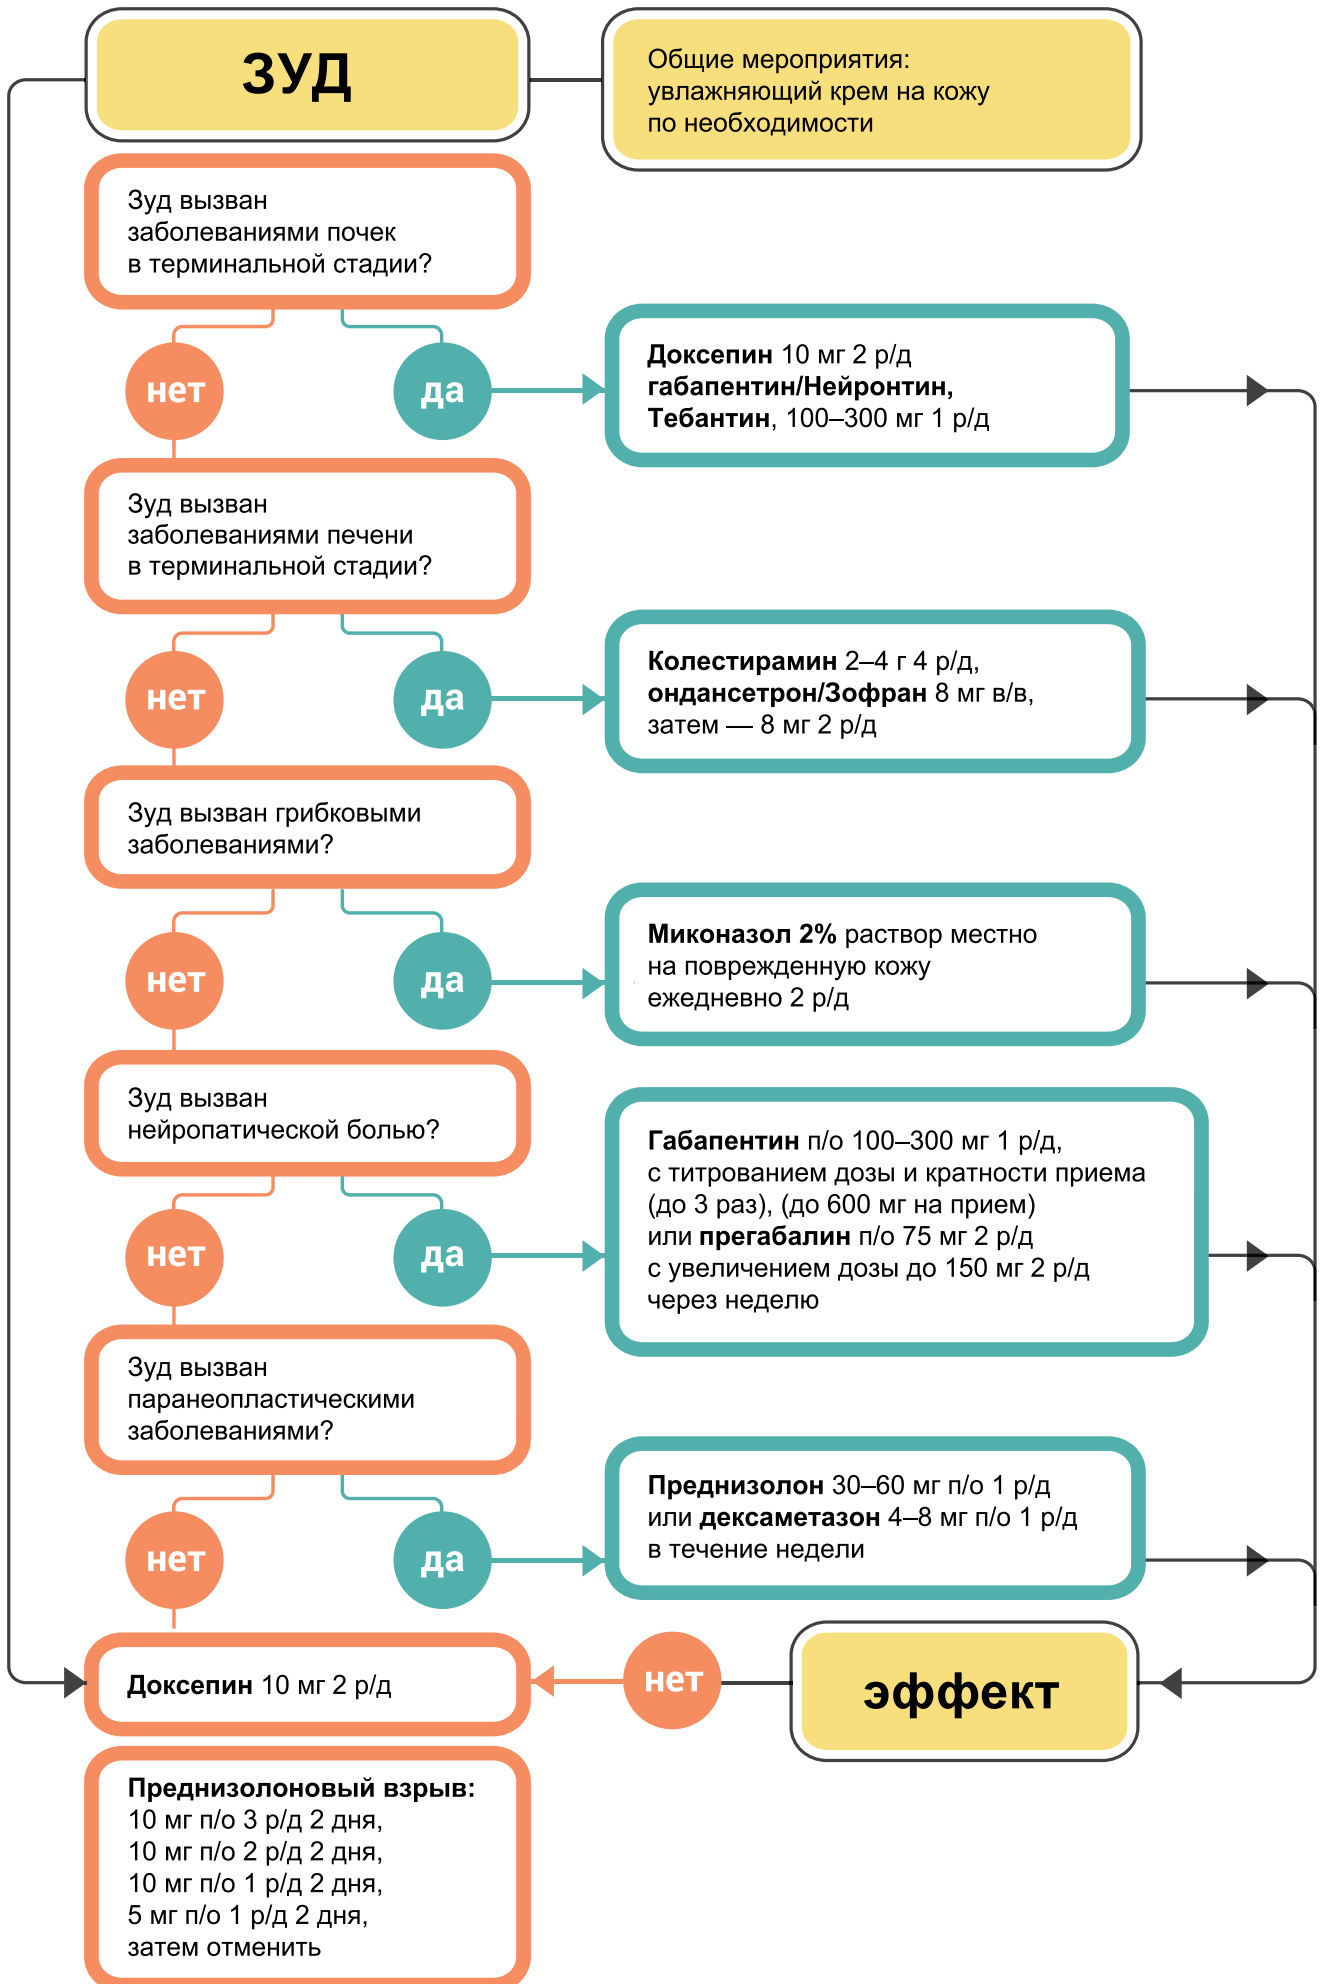 ЗУД
Общие мероприятия:
увлажняющий крем на кожу
по необходимости
Зуд вызван
заболеваниями почек
в терминальной стадии?
нет
да
Доксепин 10 мг 2 р/д
габапентин/Нейронтин,
Тебантин, 100–300 мг 1 р/д
Зуд вызван
заболеваниями печени
в терминальной стадии?
нет
да
Колестирамин 2–4 г 4 р/д,
ондансетрон/Зофран 8 мг в/в,
затем — 8 мг 2 р/д
Зуд вызван грибковыми
заболеваниями?
нет
да
Миконазол 2% раствор местно
на поврежденную кожу
ежедневно 2 р/д
Зуд вызван
нейропатической болью?
нет
да
Габапентин п/о 100–300 мг 1 р/д,
с титрованием дозы и кратности приема
(до 3 раз), (до 600 мг на прием)
или прегабалин п/о 75 мг 2 р/д
с увеличением дозы до 150 мг 2 р/д
через неделю
Зуд вызван
паранеопластическими
заболеваниями?
нет
да
Преднизолон 30–60 мг п/о 1 р/д
или дексаметазон 4–8 мг п/о 1 р/д
в течение недели
Доксепин 10 мг 2 р/д
нет
эффект
Преднизолоновый взрыв:
10 мг п/о 3 р/д 2 дня,
10 мг п/о 2 р/д 2 дня,
10 мг п/о 1 р/д 2 дня,
5 мг п/о 1 р/д 2 дня,
затем отменить